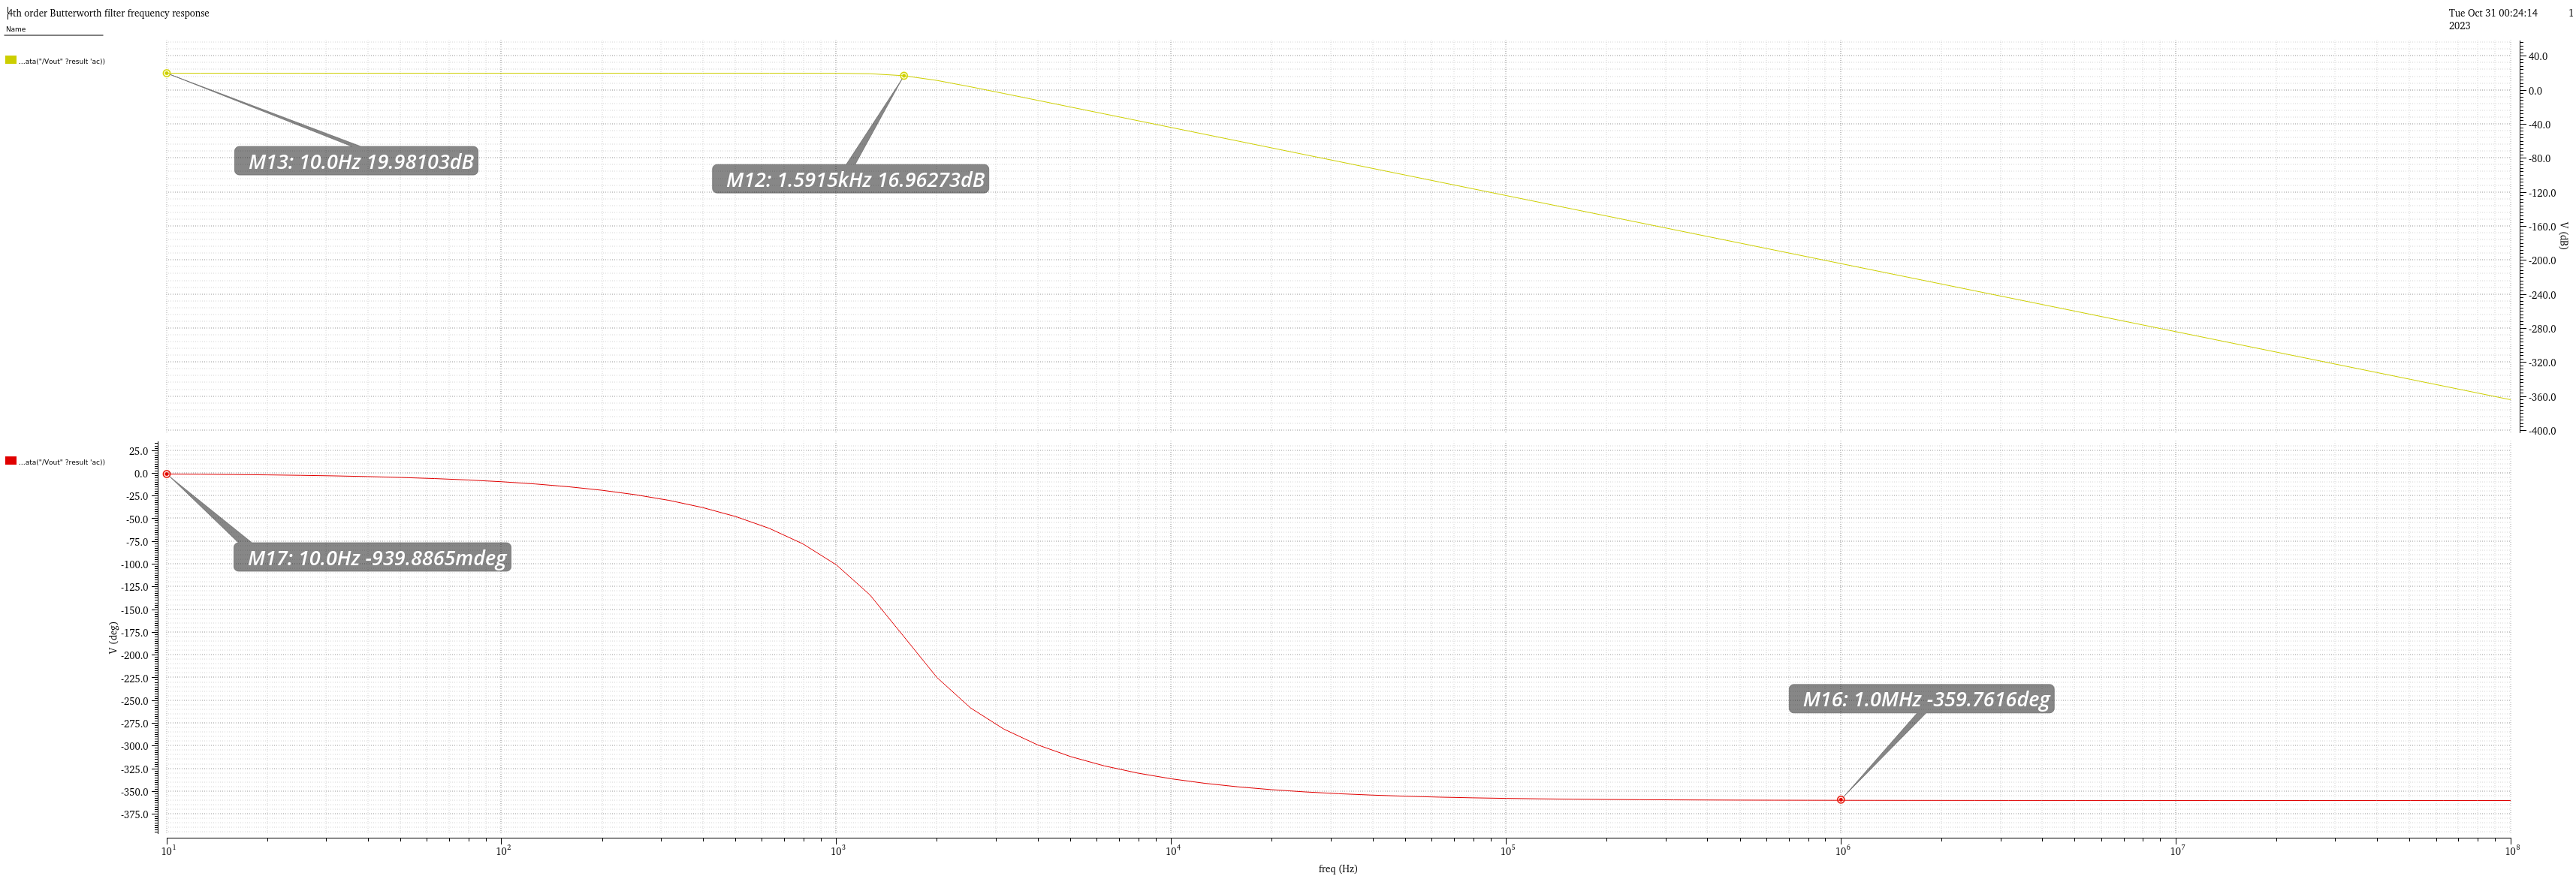 4th order Butterworth filter frequency response
Tue Oct 31 00:24:14 2023
1
Name
...ata("/Vout" ?result 'ac))
M13: 10.0Hz 19.98103dB
M12: 1.5915kHz 16.96273dB
40.0
0.0
-40.0
-80.0
-120.0
-160.0
-200.0
-240.0
-280.0
-320.0
-360.0
-400.0
V (dB)
...ata("/Vout" ?result 'ac))
25.0
0.0
-25.0
-50.0
-75.0
-100.0
-125.0
-150.0
-175.0
-200.0
-225.0
-250.0
-275.0
-300.0
-325.0
-350.0
-375.0
V (deg)
M17: 10.0Hz -939.8865mdeg
M16: 1.0MHz -359.7616deg
10¹ 10² 10³ 10⁴ 10⁵ 10⁶ 10⁷ 10⁸
freq (Hz)